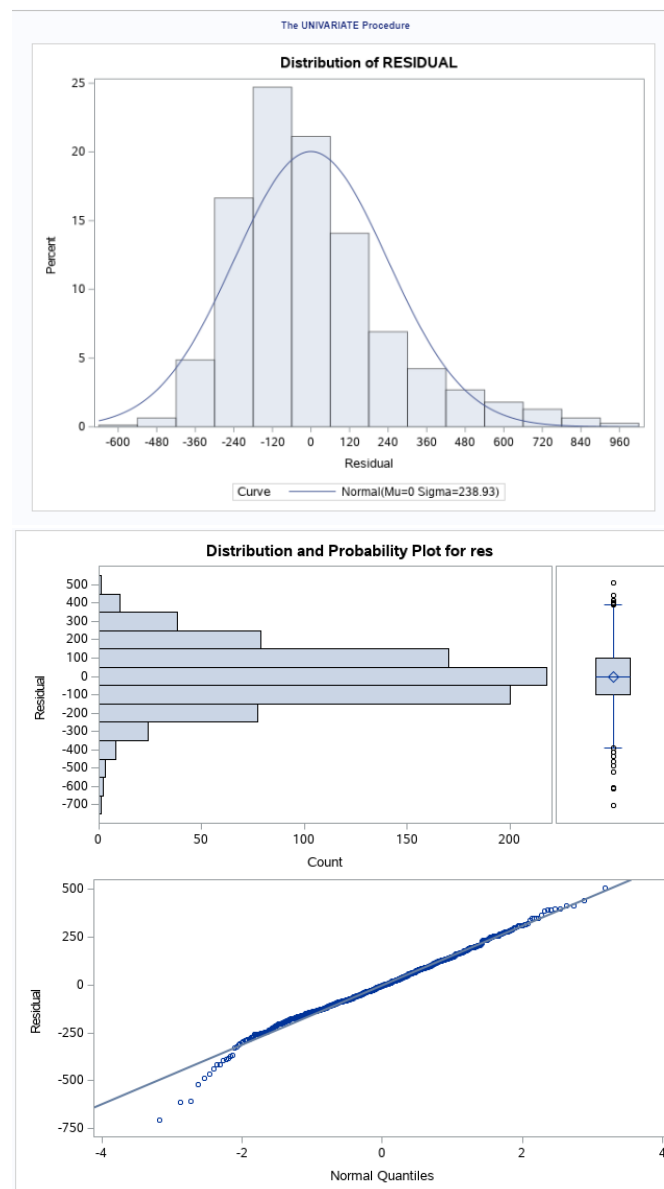 The UNIVARIATE Procedure
Distribution of RESIDUAL
25
20
15
10
5
0
Percent
-600 -480 -360 -240 -120 0 120 240 360 480 600 720 840 960
Residual
Curve Normal(Mu=0 Sigma=238.93)
Distribution and Probability Plot for res
500
400
300
200
100
0
-100
-200
-300
-400
-500
-600
-700
Residual
0 50 100 150 200
Count
500
250
0
-250
-500
-750
Residual
-4 -2 0 2 4
Normal Quantiles